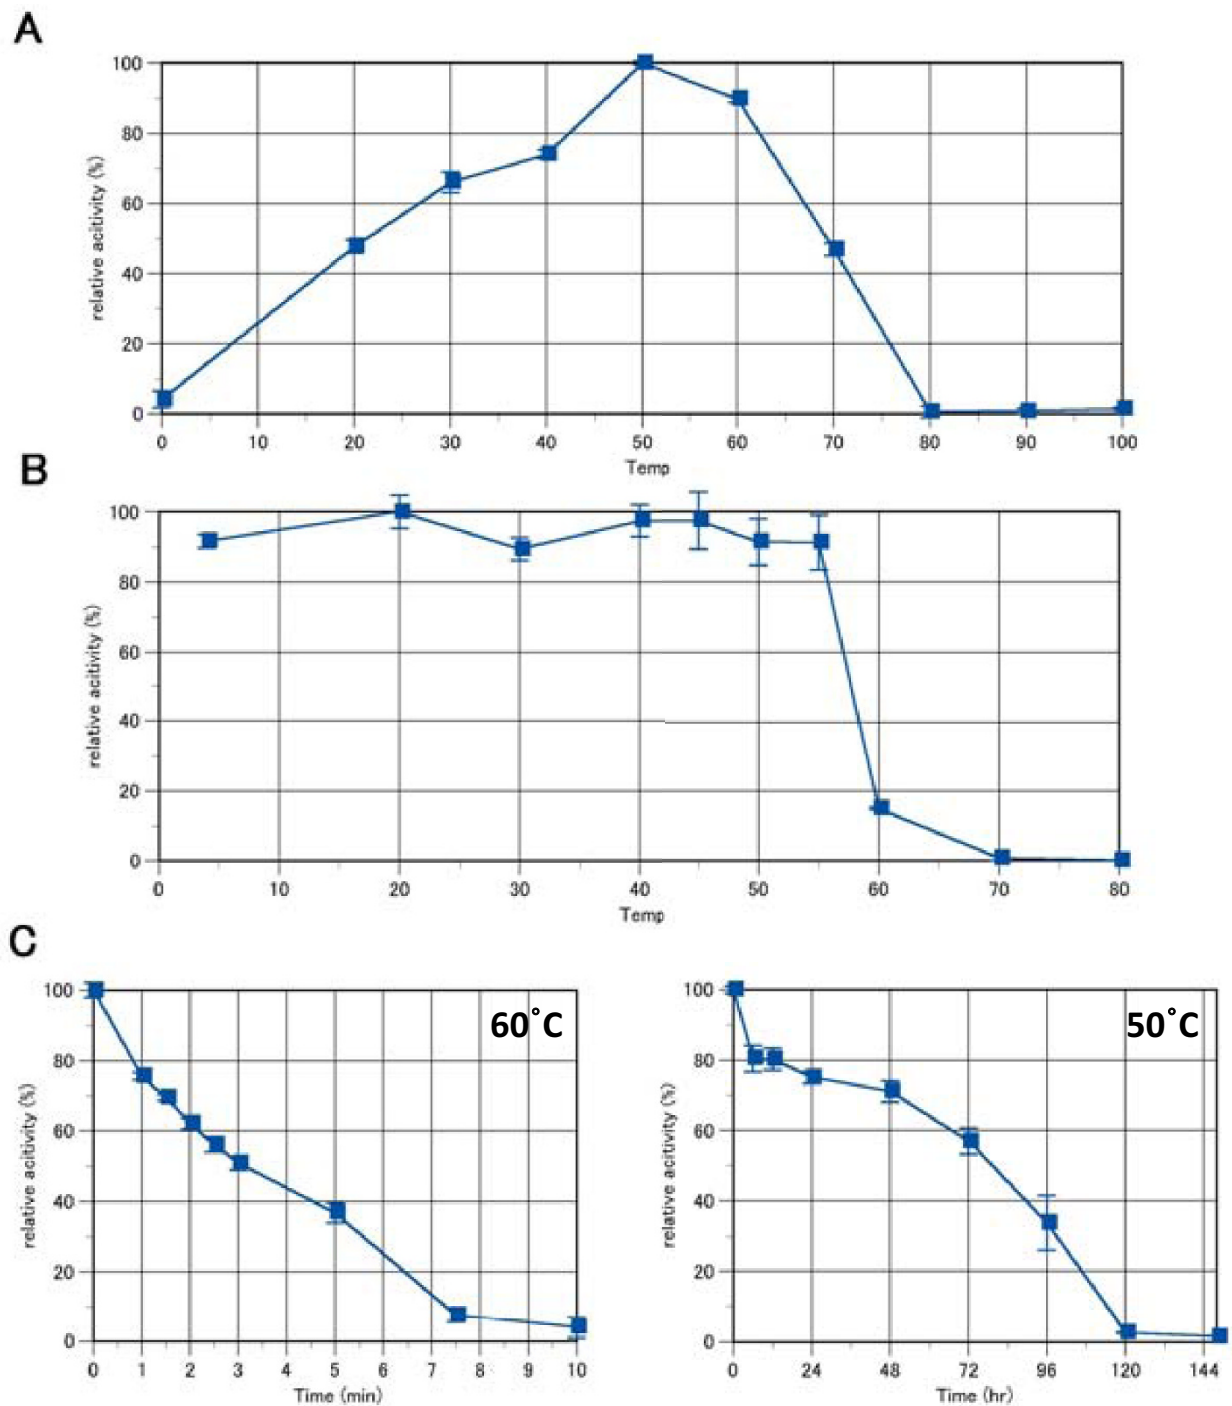 A
relative acitivity (%)
100
80
60
40
20
0
0 10 20 30 40 50 60 70 80 90 100
Temp
B
relative acitivity (%)
100
80
60
40
20
0
0 10 20 30 40 50 60 70 80
Temp
C
relative acitivity (%)
100
80
60
40
20
0
60˚C
0 1 2 3 4 5 6 7 8 9 10
Time (min)
relative acitivity (%)
100
80
60
40
20
0
50˚C
0 24 48 72 96 120 144
Time (hr)